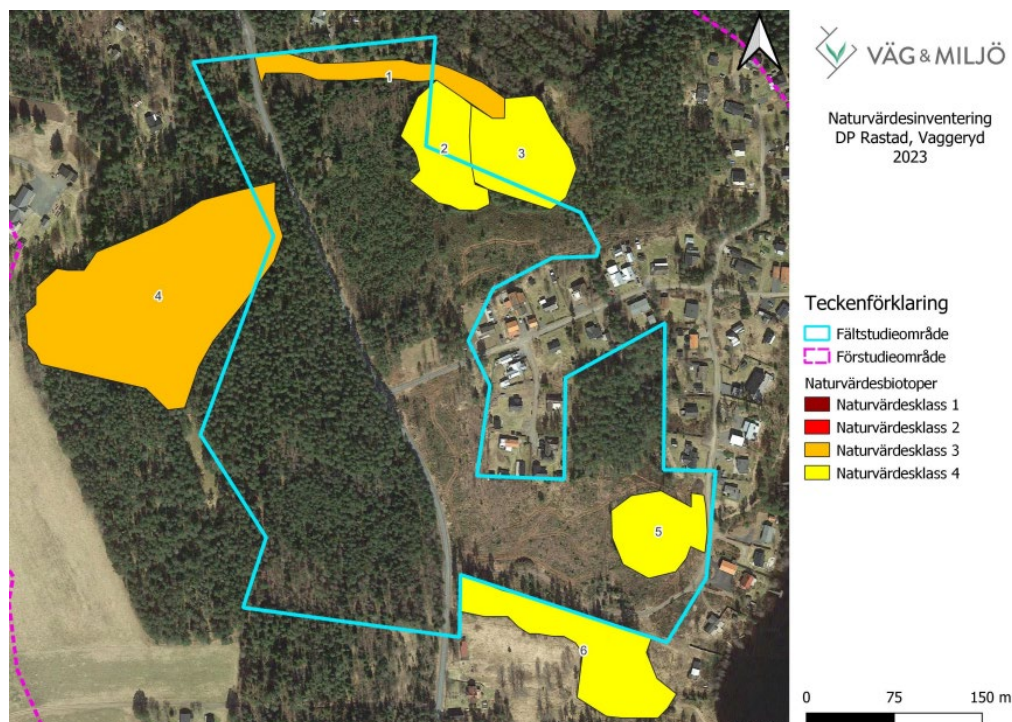 VÄG & MILJÖ
Naturvärdesinventering
DP Rastad, Vaggeryd
2023
1
2
3
4
5
6
Teckenförklaring
Fältstudieområde
Förstudieområde
Naturvärdesbiotoper
Naturvärdesklass 1
Naturvärdesklass 2
Naturvärdesklass 3
Naturvärdesklass 4
0 75 150 m